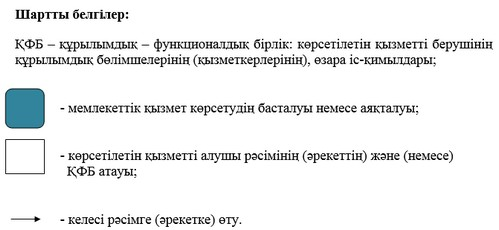 Шартты белгілер:
ҚФБ – құрылымдық – функционалдық бірлік: көрсетілетін қызметті берушінің
құрылымдық бөлімшелерінің (қызметкерлерінің), өзара іс-қимылдары;
- мемлекеттік қызмет көрсетудің басталуы немесе аяқталуы;
- көрсетілетін қызметті алушы рәсімінің (әрекеттің) және (немесе)
ҚФБ атауы;
- келесі рәсімге (әрекетке) өту.